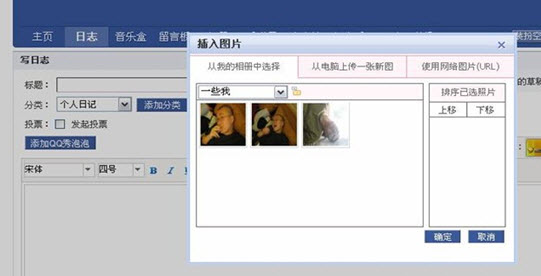 主页 日志 音乐盒 留言
装扮空
写日志
标题：
的草稿
分类： 个人日记 添加分类
投票： 发起投票
添加QQ秀泡泡
宋体 四号 B I U
插入图片
从我的相册中选择 从电脑上传一张新图 使用网络图片(URL)
一些我
排序已选照片
上移 下移
确定 取消